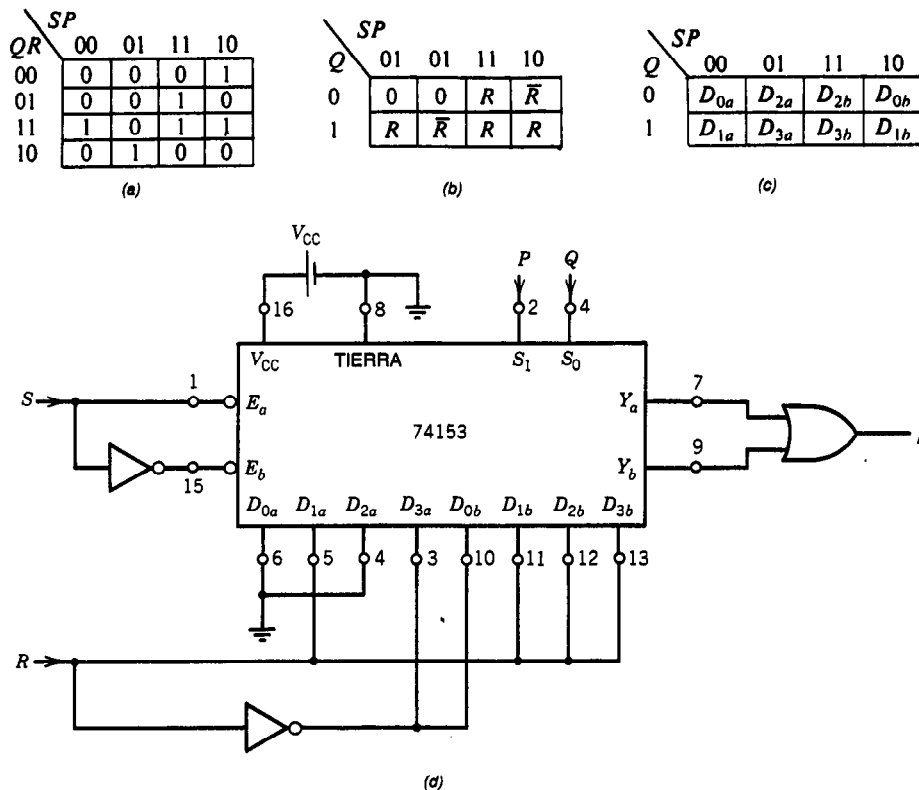 SP
QR 00 01 11 10
00 0 0 0 1
01 0 0 1 0
11 1 0 1 1
10 0 1 0 0
(a)
SP
Q 01 01 11 10
0 0 0 R R̅
1 R R̅ R R
(b)
SP
Q 00 01 11 10
0 D0a D2a D2b D0b
1 D1a D3a D3b D1b
(c)
VCC P Q
16 8 2 4
VCC TIERRA S1 S0
S 1 Ea Ya 7
74153
15 Eb Yb 9
D0a D1a D2a D3a D0b D1b D2b D3b
6 5 4 3 10 11 12 13
R
(d)